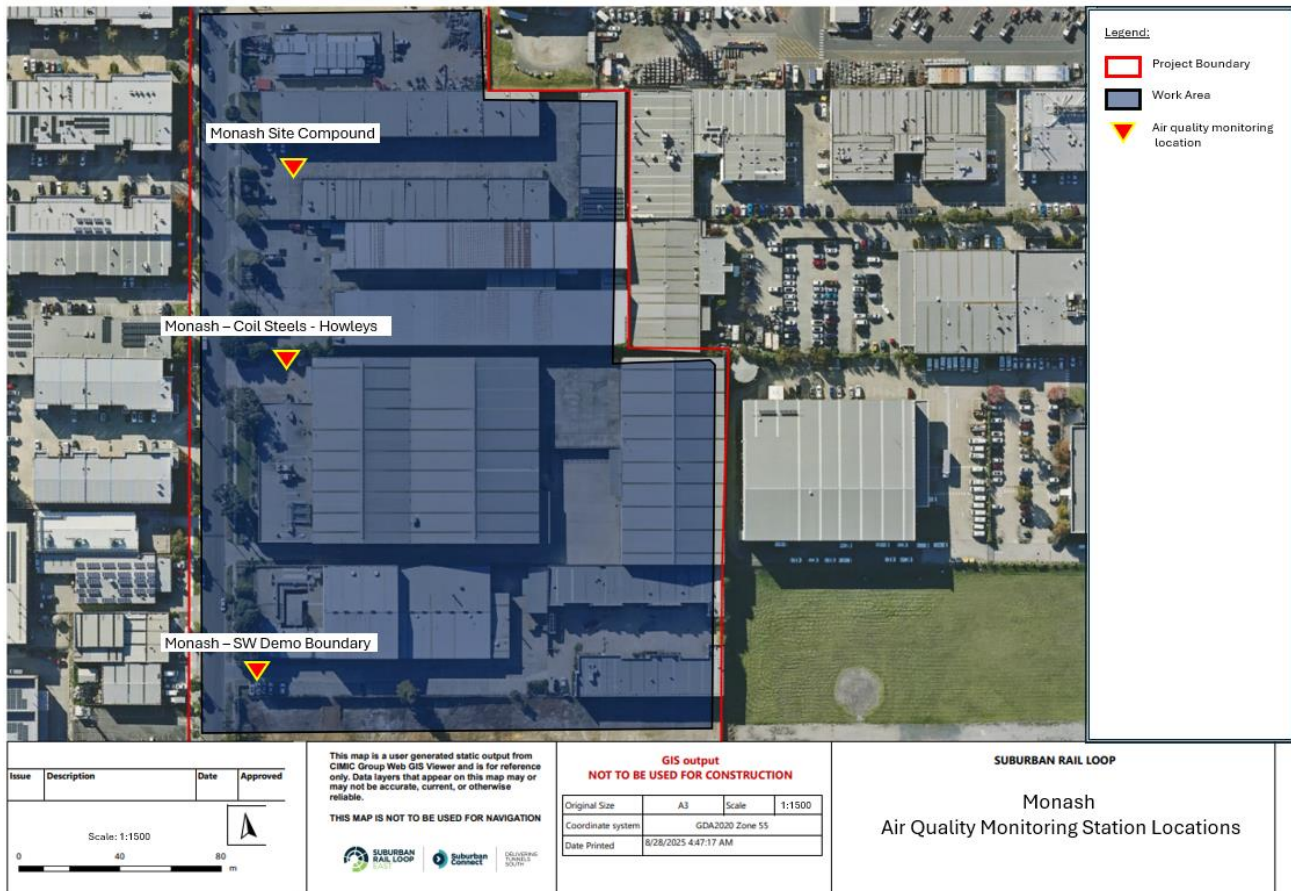 Legend:
Project Boundary
Work Area
Air quality monitoring
location
Monash Site Compound
Monash – Coil Steels - Howleys
Monash – SW Demo Boundary
Issue Description Date Approved
Scale: 1:1500
0 40 80
m
This map is a user generated static output from
CIMIC Group Web GIS Viewer and is for reference
only. Data layers that appear on this map may or
may not be accurate, current, or otherwise
reliable.
THIS MAP IS NOT TO BE USED FOR NAVIGATION
SUBURBAN
RAIL LOOP
EAST
Suburban
Connect
DELIVERING
TUNNELS
SOUTH
GIS output
NOT TO BE USED FOR CONSTRUCTION
Original Size A3 Scale 1:1500
Coordinate system GDA2020 Zone 55
Date Printed 8/28/2025 4:47:17 AM
SUBURBAN RAIL LOOP
Monash
Air Quality Monitoring Station Locations